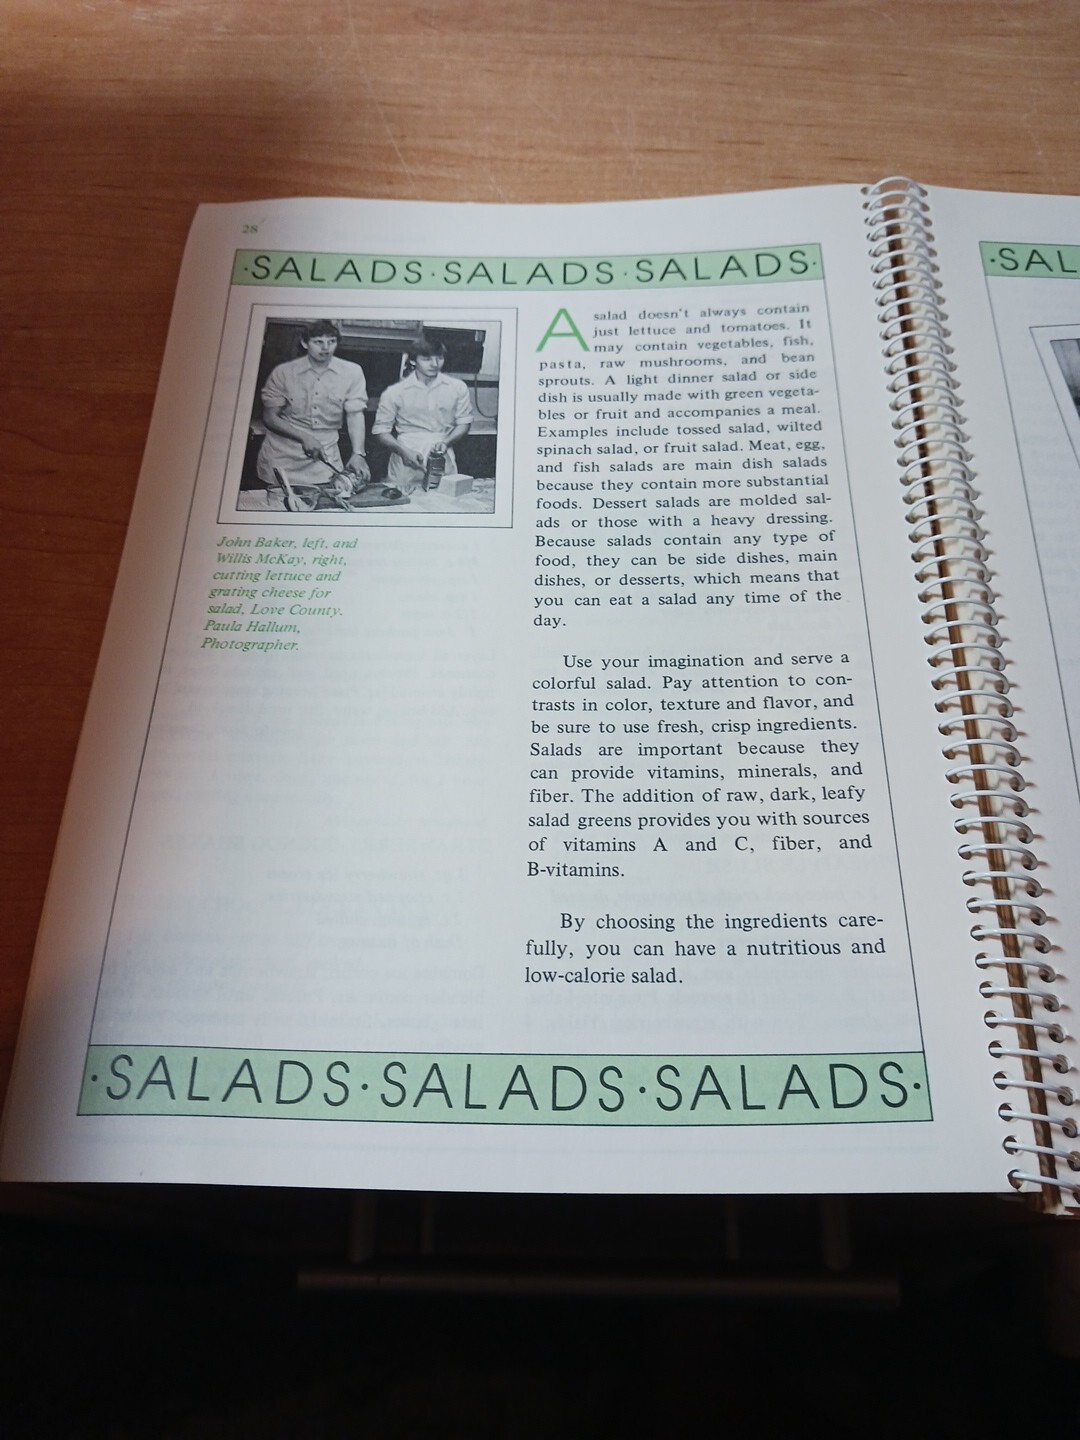 28
·SALADS·SALADS·SALADS·
John Baker, left, and
Willis McKay, right,
cutting lettuce and
grating cheese for
salad, Love County.
Paula Hallum,
Photographer.
A salad doesn't always contain
just lettuce and tomatoes. It
may contain vegetables, fish,
pasta, raw mushrooms, and bean
sprouts. A light dinner salad or side
dish is usually made with green vegeta-
bles or fruit and accompanies a meal.
Examples include tossed salad, wilted
spinach salad, or fruit salad. Meat, egg,
and fish salads are main dish salads
because they contain more substantial
foods. Dessert salads are molded sal-
ads or those with a heavy dressing.
Because salads contain any type of
food, they can be side dishes, main
dishes, or desserts, which means that
you can eat a salad any time of the
day.
Use your imagination and serve a
colorful salad. Pay attention to con-
trasts in color, texture and flavor, and
be sure to use fresh, crisp ingredients.
Salads are important because they
can provide vitamins, minerals, and
fiber. The addition of raw, dark, leafy
salad greens provides you with sources
of vitamins A and C, fiber, and
B-vitamins.
By choosing the ingredients care-
fully, you can have a nutritious and
low-calorie salad.
·SALADS·SALADS·SALADS·
·SAL